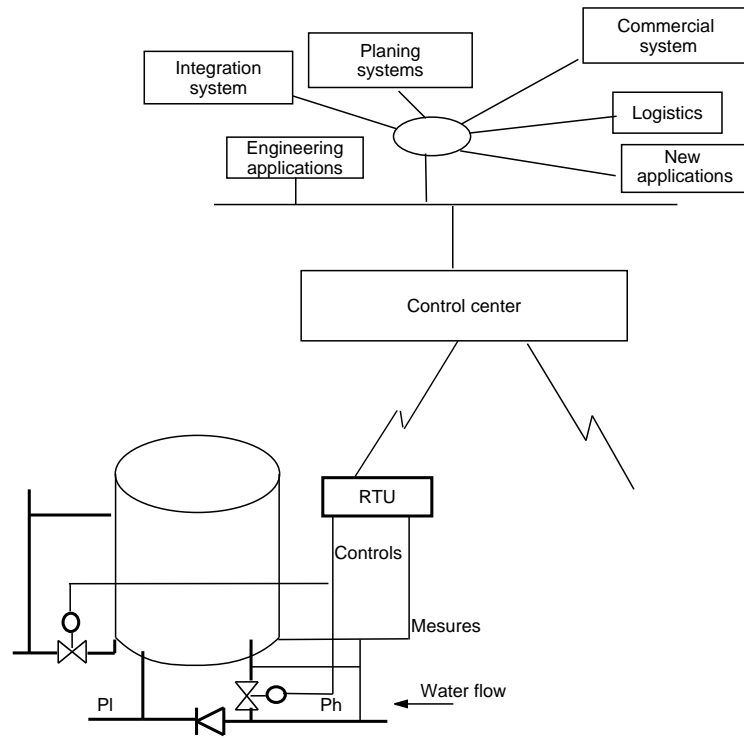 Commercial
system
Planing
systems
Integration
system
Logistics
Engineering
applications
New
applications
Control center
RTU
Controls
Mesures
Pl
Ph
Water flow